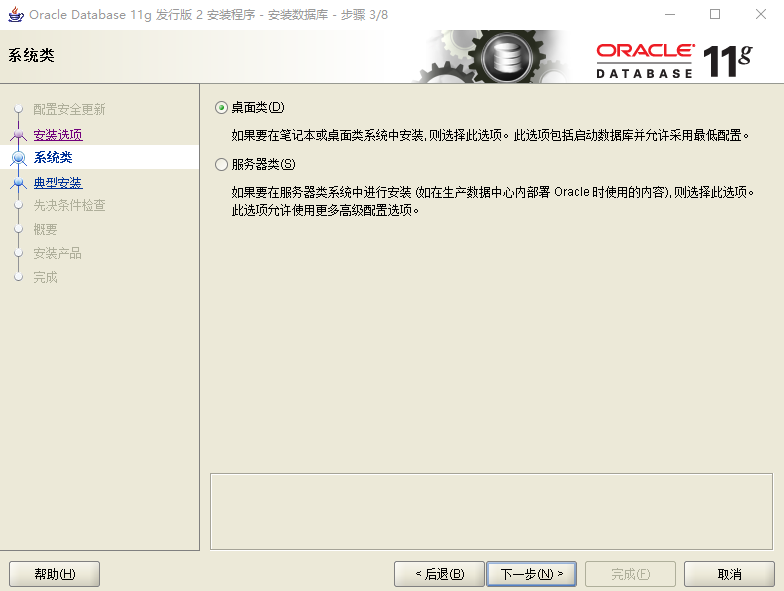 Oracle Database 11g 发行版 2 安装程序 - 安装数据库 - 步骤 3/8
系统类
ORACLE
DATABASE 11g
配置安全更新
安装选项
系统类
典型安装
先决条件检查
概要
安装产品
完成
桌面类(D)
如果要在笔记本或桌面类系统中安装,则选择此选项。此选项包括启动数据库并允许采用最低配置。
服务器类(S)
如果要在服务器类系统中进行安装 (如在生产数据中心内部署 Oracle 时使用的内容),则选择此选项。
此选项允许使用更多高级配置选项。
帮助(H)
< 后退(B)
下一步(N) >
完成(F)
取消